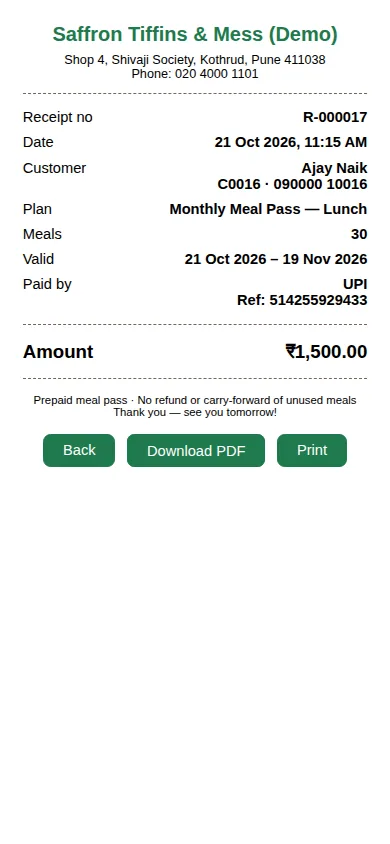 Saffron Tiffins & Mess (Demo)
Shop 4, Shivaji Society, Kothrud, Pune 411038
Phone: 020 4000 1101
Receipt no R-000017
Date 21 Oct 2026, 11:15 AM
Customer Ajay Naik
C0016 · 090000 10016
Plan Monthly Meal Pass — Lunch
Meals 30
Valid 21 Oct 2026 – 19 Nov 2026
Paid by UPI
Ref: 514255929433
Amount ₹1,500.00
Prepaid meal pass · No refund or carry-forward of unused meals
Thank you — see you tomorrow!
Back Download PDF Print